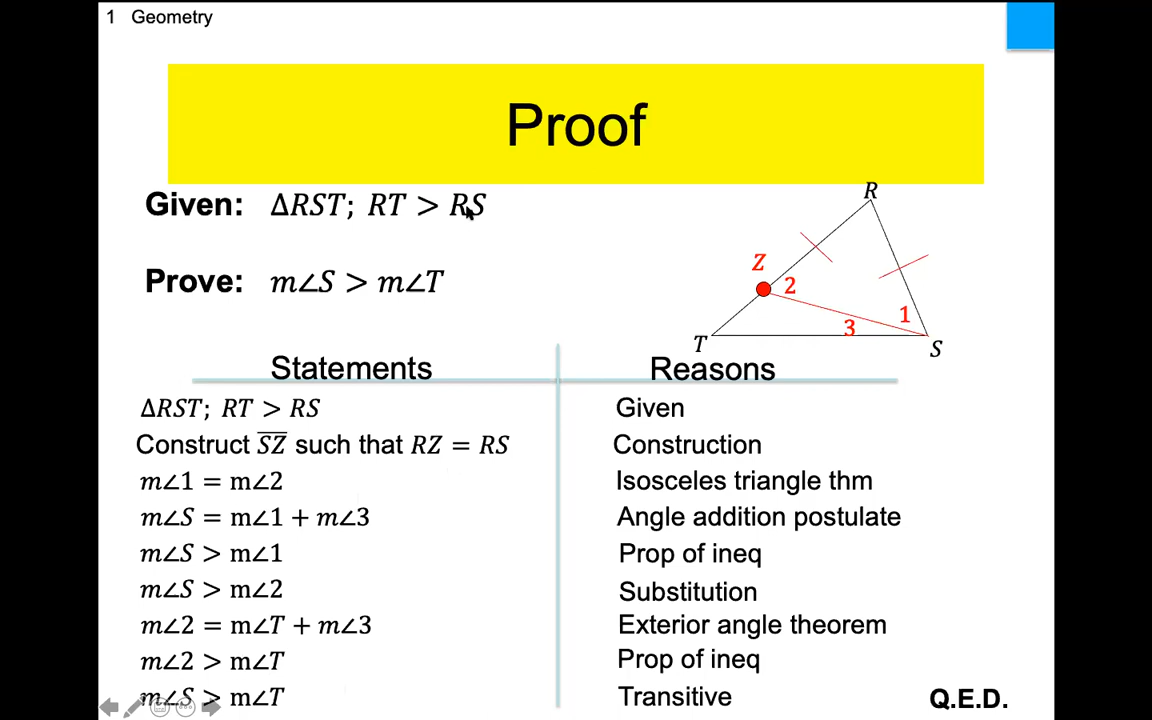 1 Geometry
Proof
Given: ΔRST; RT > RS
Prove: m∠S > m∠T
R
Z
2
1
3
T
S
Statements Reasons
ΔRST; RT > RS Given
Construct S̅Z̅ such that RZ = RS Construction
m∠1 = m∠2 Isosceles triangle thm
m∠S = m∠1 + m∠3 Angle addition postulate
m∠S > m∠1 Prop of ineq
m∠S > m∠2 Substitution
m∠2 = m∠T + m∠3 Exterior angle theorem
m∠2 > m∠T Prop of ineq
m∠S > m∠T Transitive
Q.E.D.